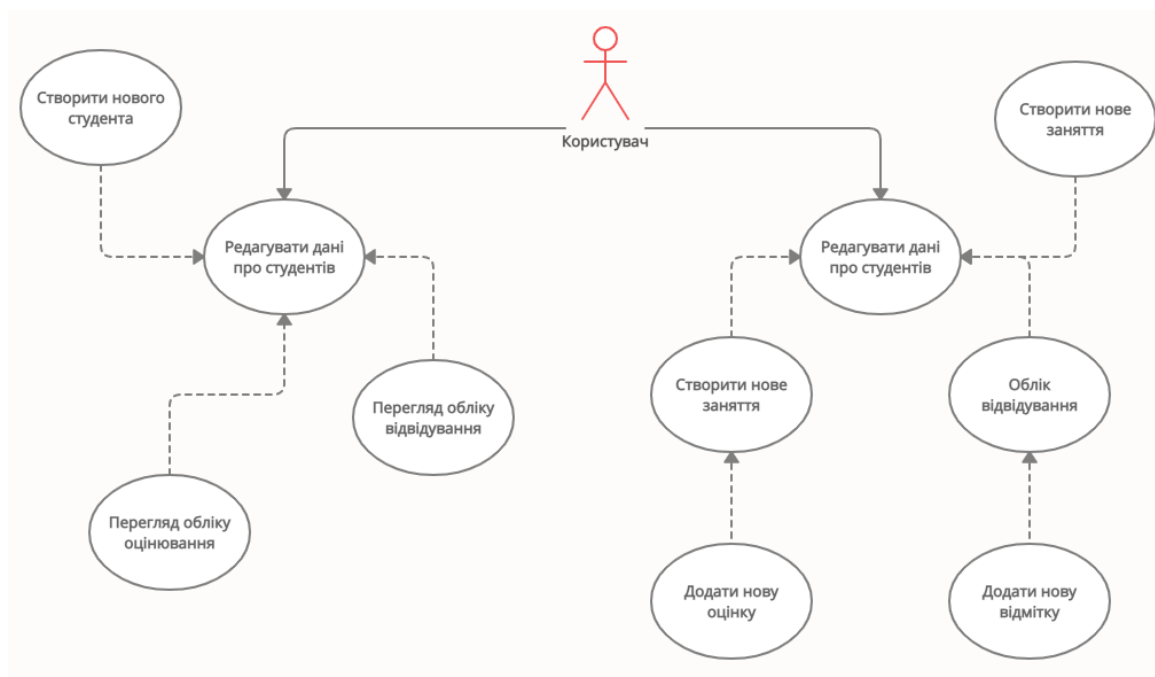 Користувач
Створити нового
студента
Створити нове
заняття
Редагувати дані
про студентів
Редагувати дані
про студентів
Перегляд обліку
відвідування
Створити нове
заняття
Облік
відвідування
Перегляд обліку
оцінювання
Додати нову
оцінку
Додати нову
відмітку